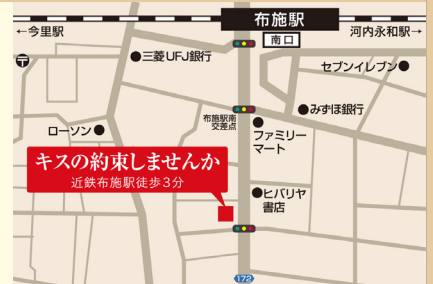 布施駅
←今里駅
南口
河内永和駅→
三菱UFJ銀行
セブンイレブン
みずほ銀行
布施駅南
交差点
ファミリー
マート
ローソン
キスの約束しませんか
近鉄布施駅徒歩3分
ヒバリヤ
書店
172